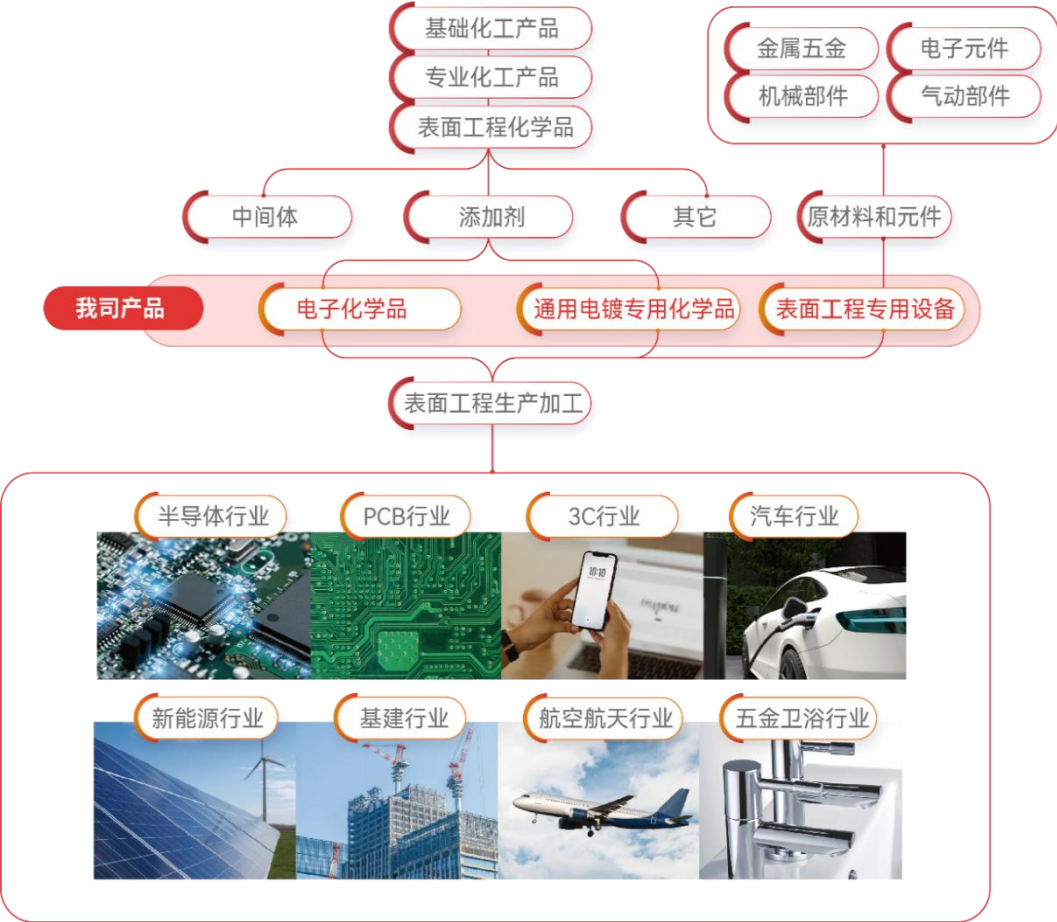 基础化工产品
专业化工产品
表面工程化学品
金属五金
电子元件
机械部件
气动部件
中间体
添加剂
其它
原材料和元件
我司产品
电子化学品
通用电镀专用化学品
表面工程专用设备
表面工程生产加工
半导体行业
PCB行业
3C行业
汽车行业
10:10
新能源行业
基建行业
航空航天行业
五金卫浴行业